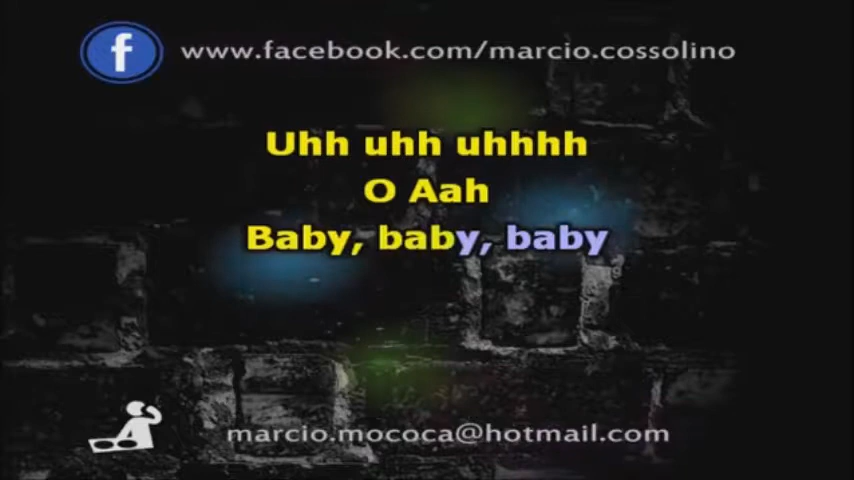 f www.facebook.com/marcio.cossolino
Uhh uhh uhhhh
O Aah
Baby, baby, baby
marcio.mococa@hotmail.com